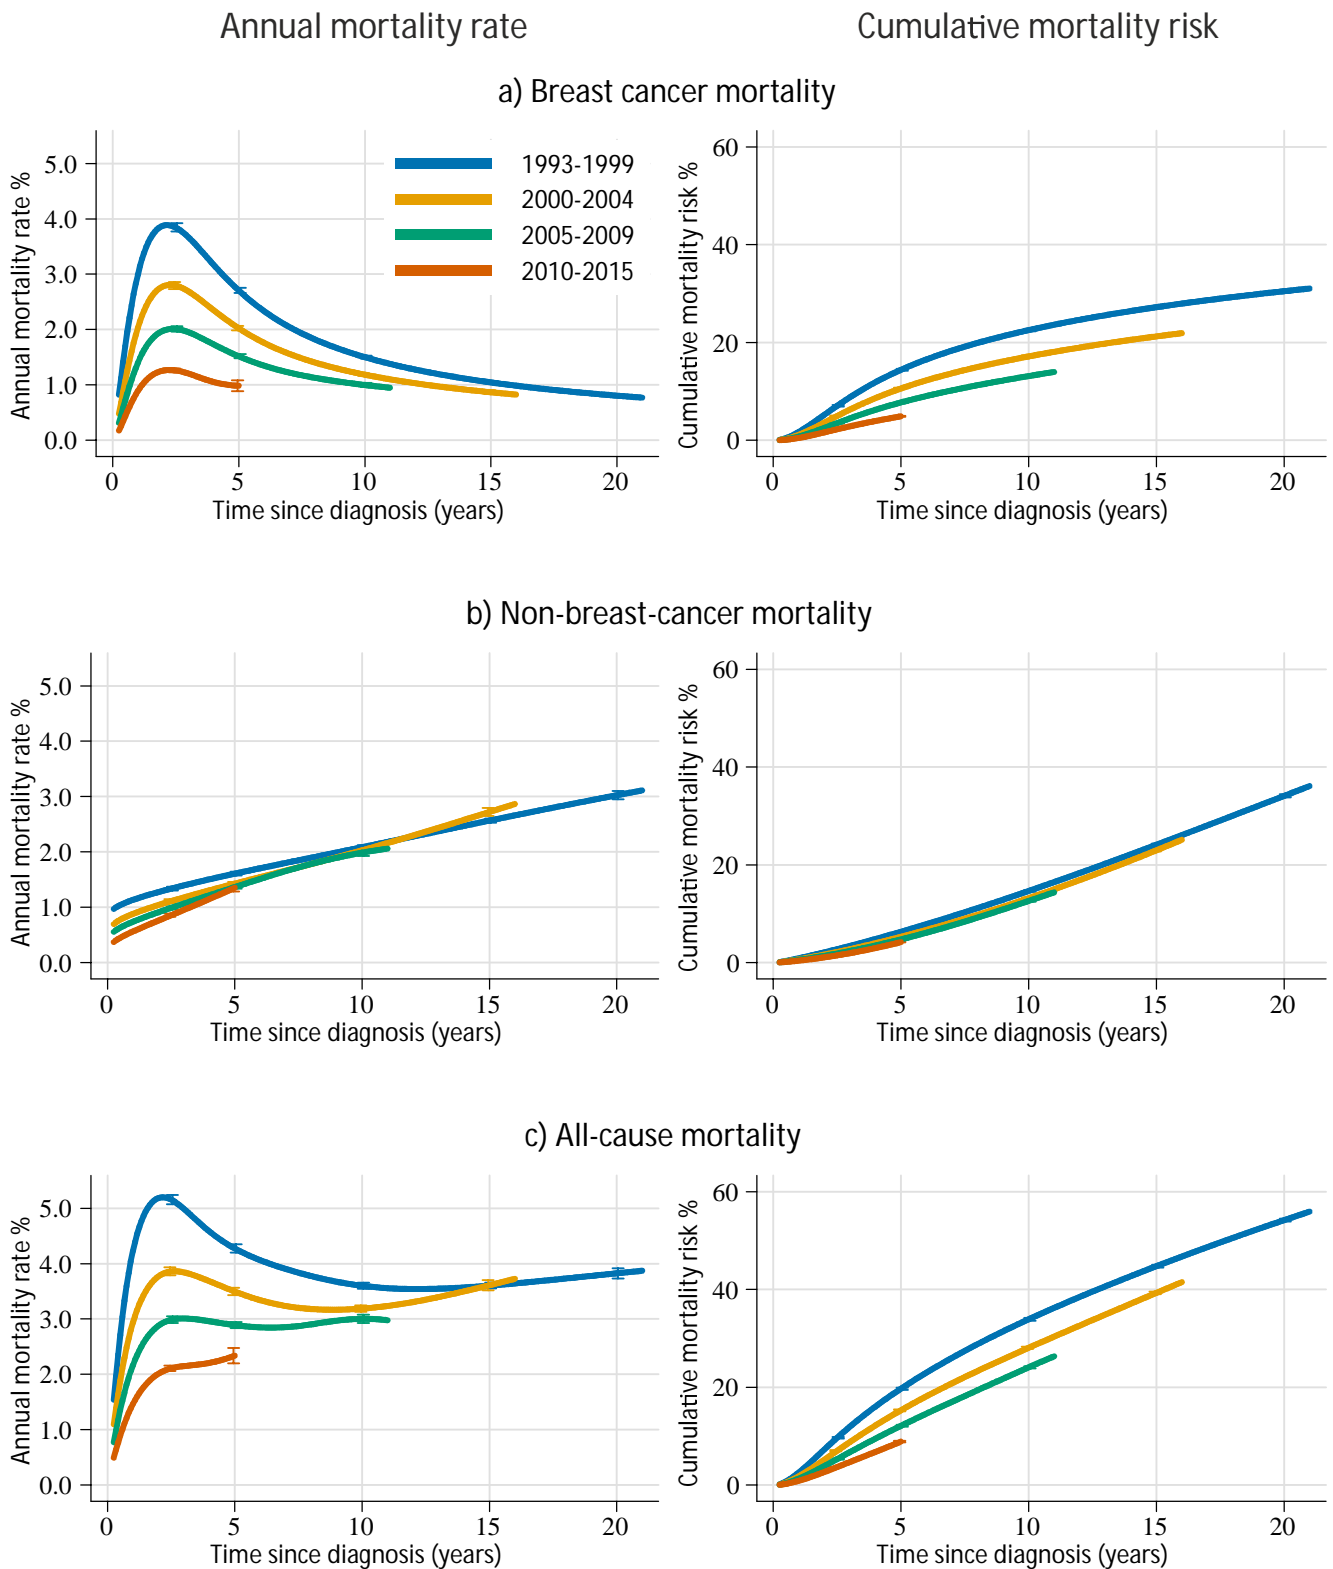 Annual mortality rate
Cumulative mortality risk
a) Breast cancer mortality
Annual mortality rate %
5.0
4.0
3.0
2.0
1.0
0.0
1993-1999
2000-2004
2005-2009
2010-2015
0 5 10 15 20
Time since diagnosis (years)
Cumulative mortality risk %
60
40
20
0
0 5 10 15 20
Time since diagnosis (years)
b) Non-breast-cancer mortality
Annual mortality rate %
5.0
4.0
3.0
2.0
1.0
0.0
0 5 10 15 20
Time since diagnosis (years)
Cumulative mortality risk %
60
40
20
0
0 5 10 15 20
Time since diagnosis (years)
c) All-cause mortality
Annual mortality rate %
5.0
4.0
3.0
2.0
1.0
0.0
0 5 10 15 20
Time since diagnosis (years)
Cumulative mortality risk %
60
40
20
0
0 5 10 15 20
Time since diagnosis (years)